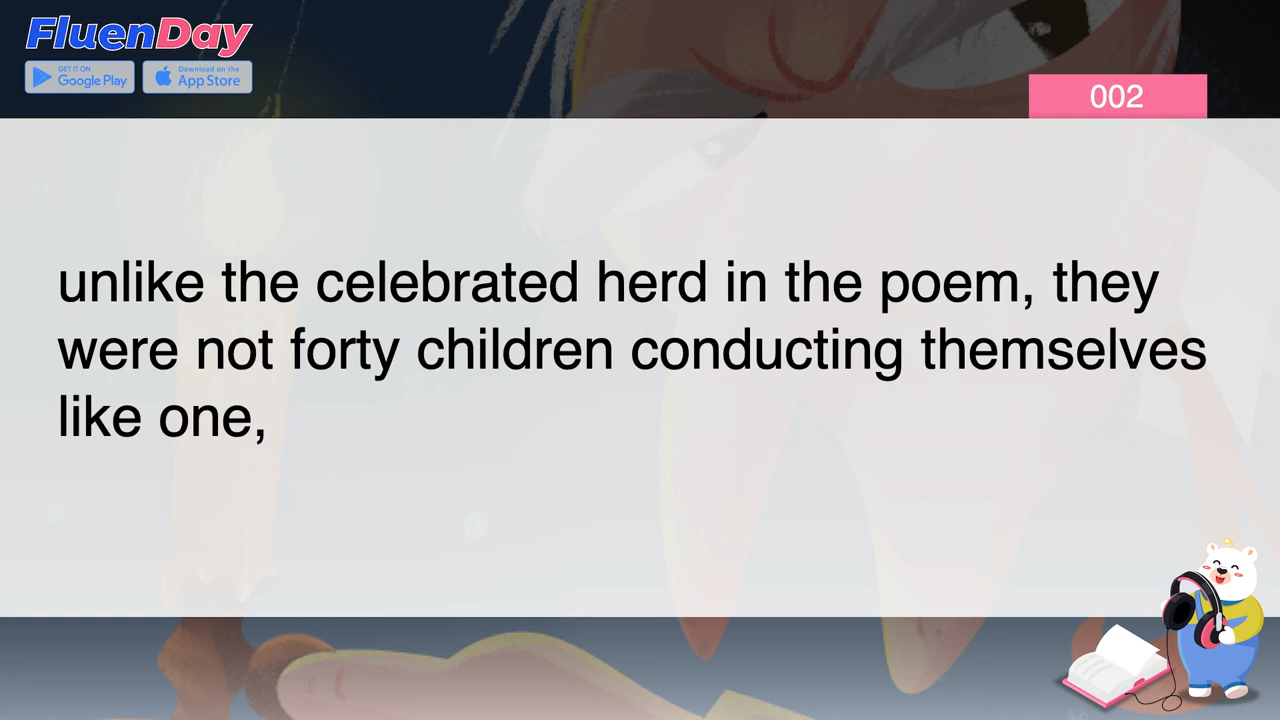 FluenDay
GET IT ON
Google Play
Download on the
App Store
002
unlike the celebrated herd in the poem, they
were not forty children conducting themselves
like one,